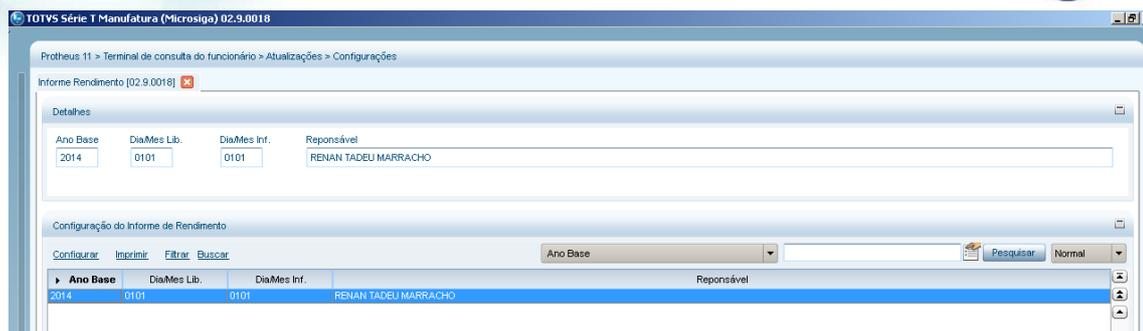 TOTVS Série T Manufatura (Microsiga) 02.9.0018
Protheus 11 > Terminal de consulta do funcionário > Atualizações > Configurações
Informe Rendimento [02.9.0018]
Detalhes
Ano Base Dia/Mes Lib. Dia/Mes Inf. Reponsável
2014 0101 0101 RENAN TADEU MARRACHO
Configuração do Informe de Rendimento
Configurar Imprimir Filtrar Buscar Ano Base Pesquisar Normal
Ano Base Dia/Mes Lib. Dia/Mes Inf. Reponsável
2014 0101 0101 RENAN TADEU MARRACHO